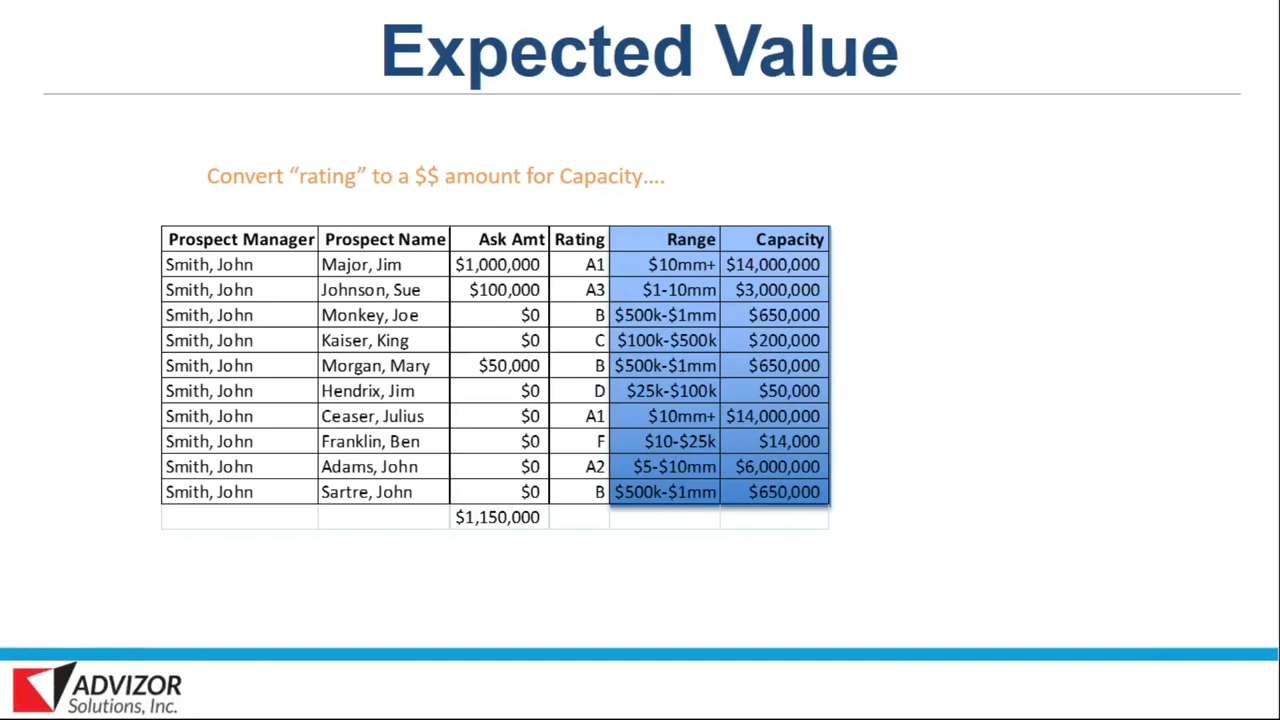 Expected Value
Convert “rating” to a $$ amount for Capacity....
Prospect Manager Prospect Name Ask Amt Rating Range Capacity
Smith, John Major, Jim $1,000,000 A1 $10mm+ $14,000,000
Smith, John Johnson, Sue $100,000 A3 $1-10mm $3,000,000
Smith, John Monkey, Joe $0 B $500k-$1mm $650,000
Smith, John Kaiser, King $0 C $100k-$500k $200,000
Smith, John Morgan, Mary $50,000 B $500k-$1mm $650,000
Smith, John Hendrix, Jim $0 D $25k-$100k $50,000
Smith, John Ceaser, Julius $0 A1 $10mm+ $14,000,000
Smith, John Franklin, Ben $0 F $10-$25k $14,000
Smith, John Adams, John $0 A2 $5-$10mm $6,000,000
Smith, John Sartre, John $0 B $500k-$1mm $650,000
$1,150,000
ADVIZOR
Solutions, Inc.